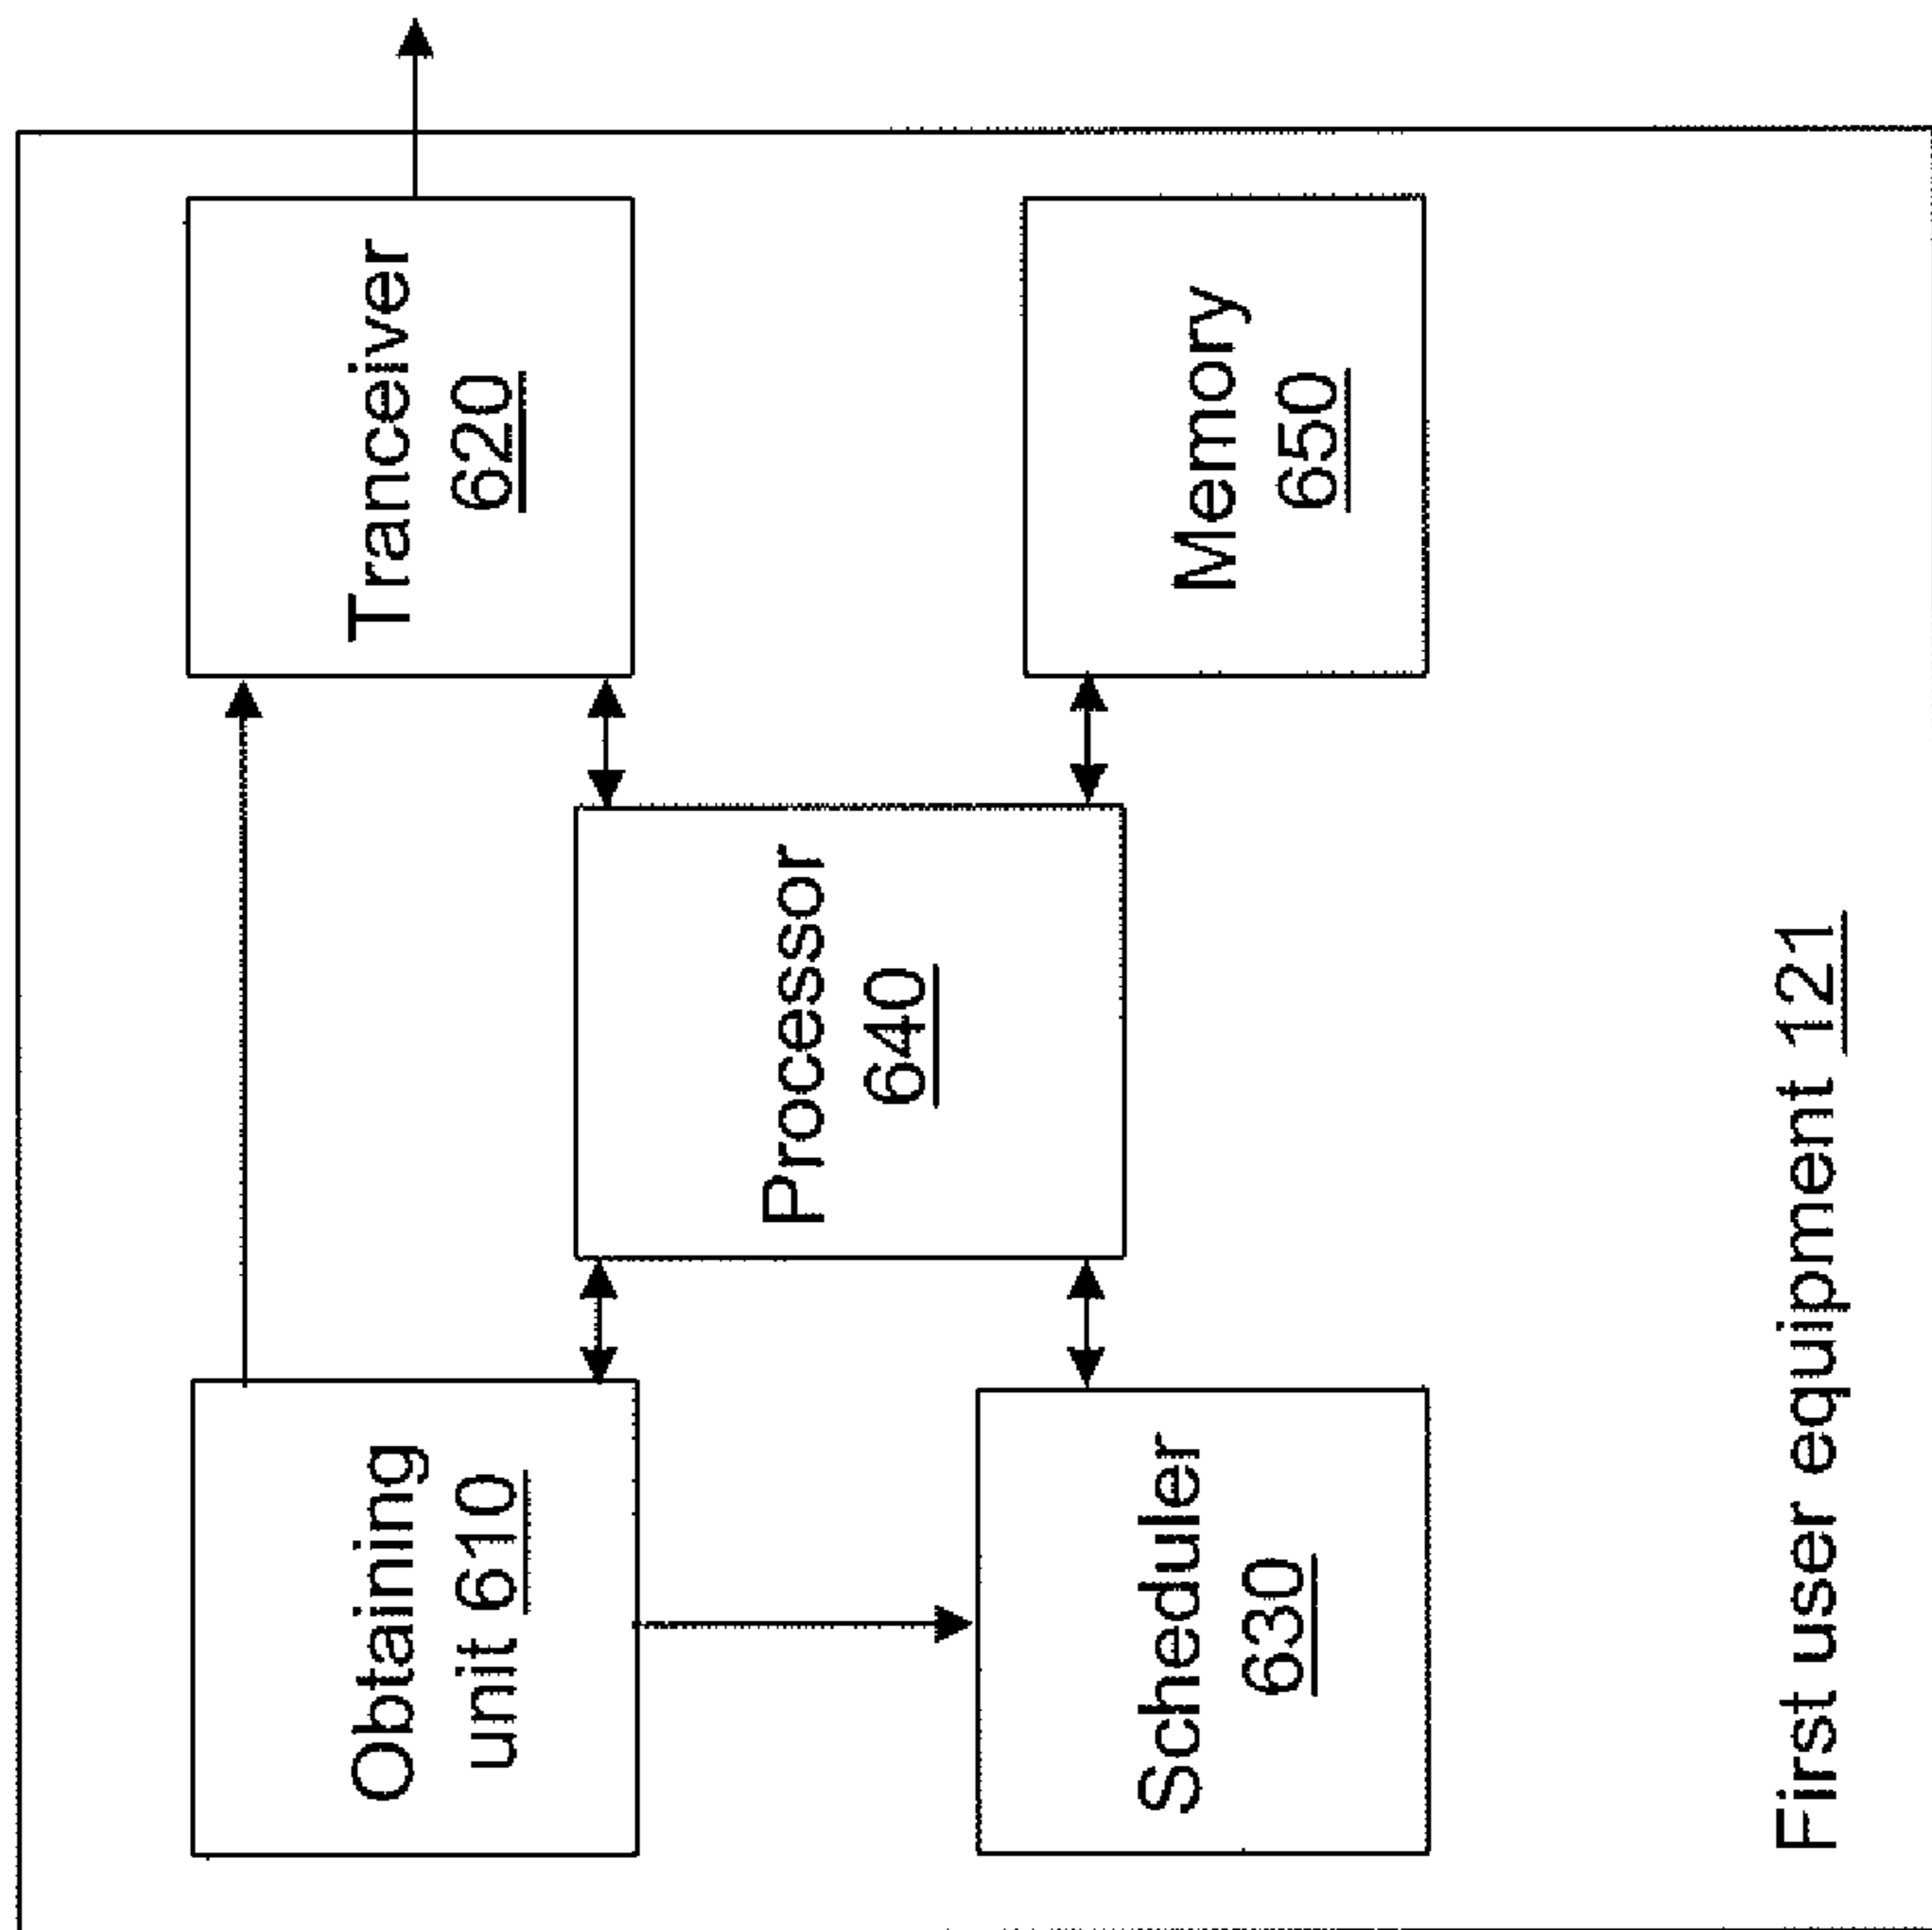 Obtaining
unit 610
Tranceiver
620
Processor
640
Scheduler
630
Memory
650
First user equipment 121